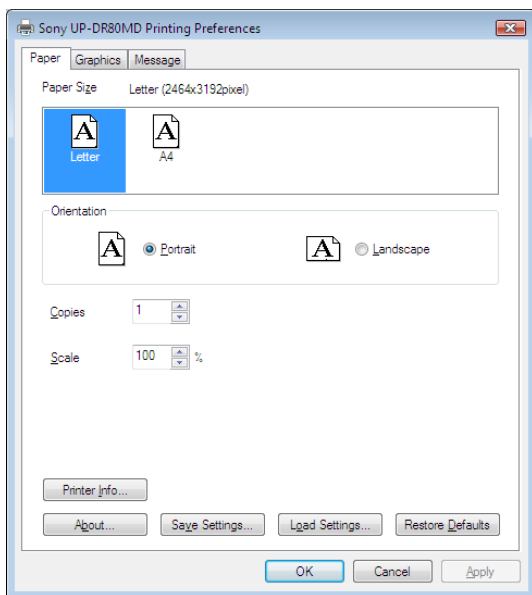 Sony UP-DR80MD Printing Preferences
Paper Graphics Message
Paper Size Letter (2464x3192pixel)
A A
Letter A4
Orientation
A Portrait A Landscape
Copies 1
Scale 100 %
Printer Info...
About... Save Settings... Load Settings... Restore Defaults
OK Cancel Apply